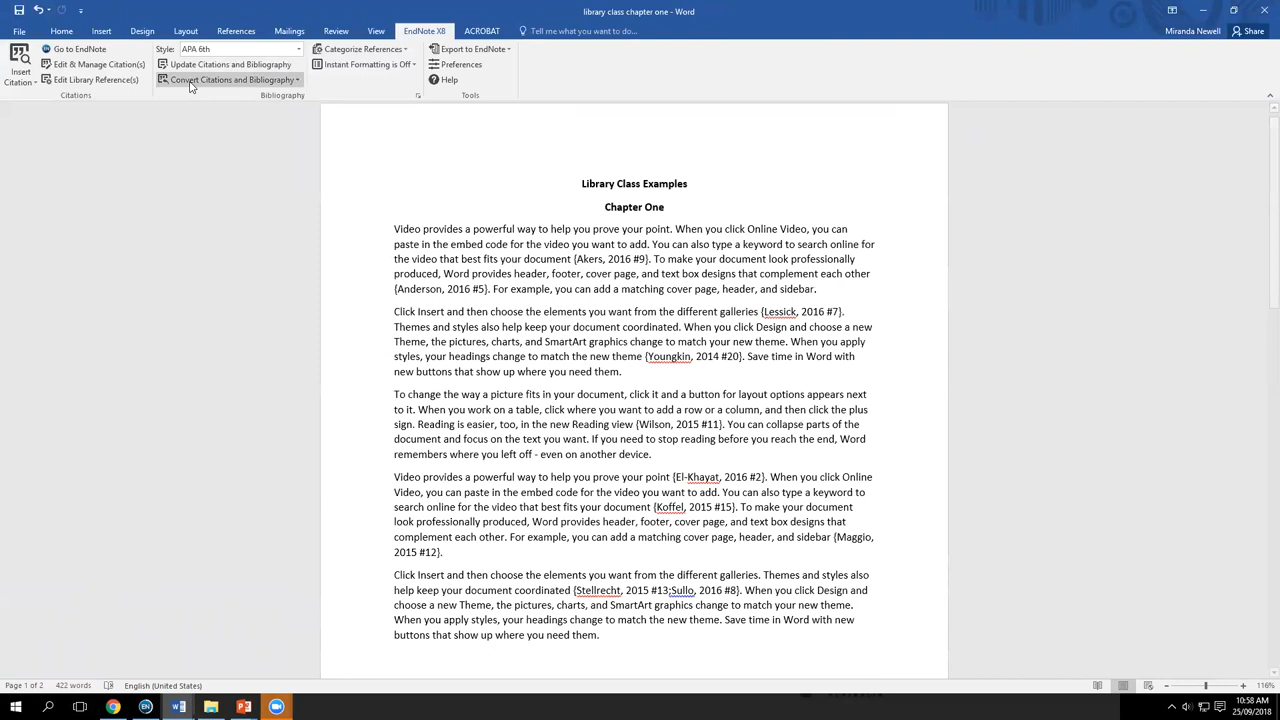 library class chapter one - Word
File Home Insert Design Layout References Mailings Review View EndNote X8 ACROBAT Tell me what you want to do... Miranda Newell Share
Insert
Citation
Go to EndNote
Edit & Manage Citation(s)
Edit Library Reference(s)
Citations
Style: APA 6th
Update Citations and Bibliography
Convert Citations and Bibliography
Categorize References
Instant Formatting is Off
Bibliography
Export to EndNote
Preferences
Help
Tools
Library Class Examples
Chapter One
Video provides a powerful way to help you prove your point. When you click Online Video, you can
paste in the embed code for the video you want to add. You can also type a keyword to search online for
the video that best fits your document {Akers, 2016 #9}. To make your document look professionally
produced, Word provides header, footer, cover page, and text box designs that complement each other
{Anderson, 2016 #5}. For example, you can add a matching cover page, header, and sidebar.
Click Insert and then choose the elements you want from the different galleries {Lessick, 2016 #7}.
Themes and styles also help keep your document coordinated. When you click Design and choose a new
Theme, the pictures, charts, and SmartArt graphics change to match your new theme. When you apply
styles, your headings change to match the new theme {Youngkin, 2014 #20}. Save time in Word with
new buttons that show up where you need them.
To change the way a picture fits in your document, click it and a button for layout options appears next
to it. When you work on a table, click where you want to add a row or a column, and then click the plus
sign. Reading is easier, too, in the new Reading view {Wilson, 2015 #11}. You can collapse parts of the
document and focus on the text you want. If you need to stop reading before you reach the end, Word
remembers where you left off - even on another device.
Video provides a powerful way to help you prove your point {El-Khayat, 2016 #2}. When you click Online
Video, you can paste in the embed code for the video you want to add. You can also type a keyword to
search online for the video that best fits your document {Koffel, 2015 #15}. To make your document
look professionally produced, Word provides header, footer, cover page, and text box designs that
complement each other. For example, you can add a matching cover page, header, and sidebar {Maggio,
2015 #12}.
Click Insert and then choose the elements you want from the different galleries. Themes and styles also
help keep your document coordinated {Stellrecht, 2015 #13;Sullo, 2016 #8}. When you click Design and
choose a new Theme, the pictures, charts, and SmartArt graphics change to match your new theme.
When you apply styles, your headings change to match the new theme. Save time in Word with new
buttons that show up where you need them.
Page 1 of 2 422 words English (United States) 116%
EN
10:58 AM
25/09/2018